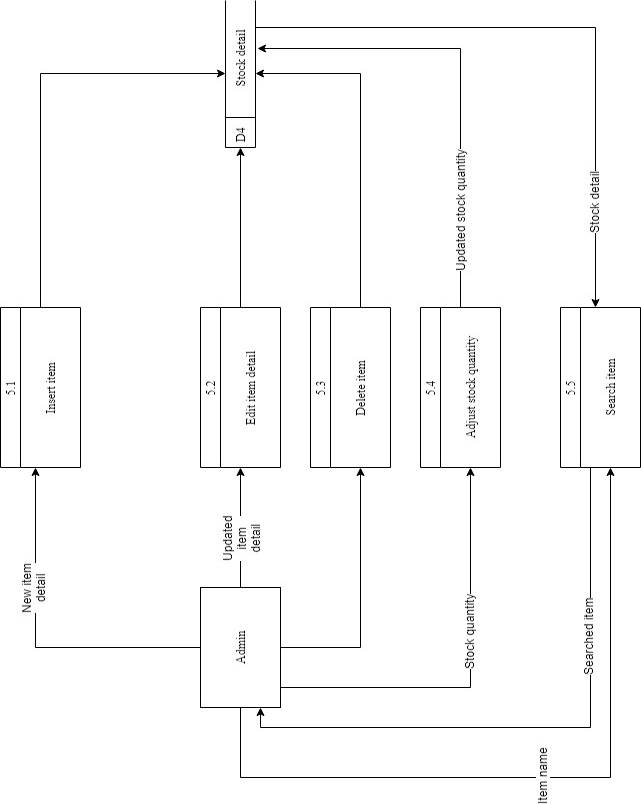 5.1
Insert item
5.2
Edit item detail
5.3
Delete item
5.4
Adjust stock quantity
5.5
Search item
D4
Stock detail
Admin
New item
detail
Updated
item
detail
Stock quantity
Searched item
Item name
Updated stock quantity
Stock detail